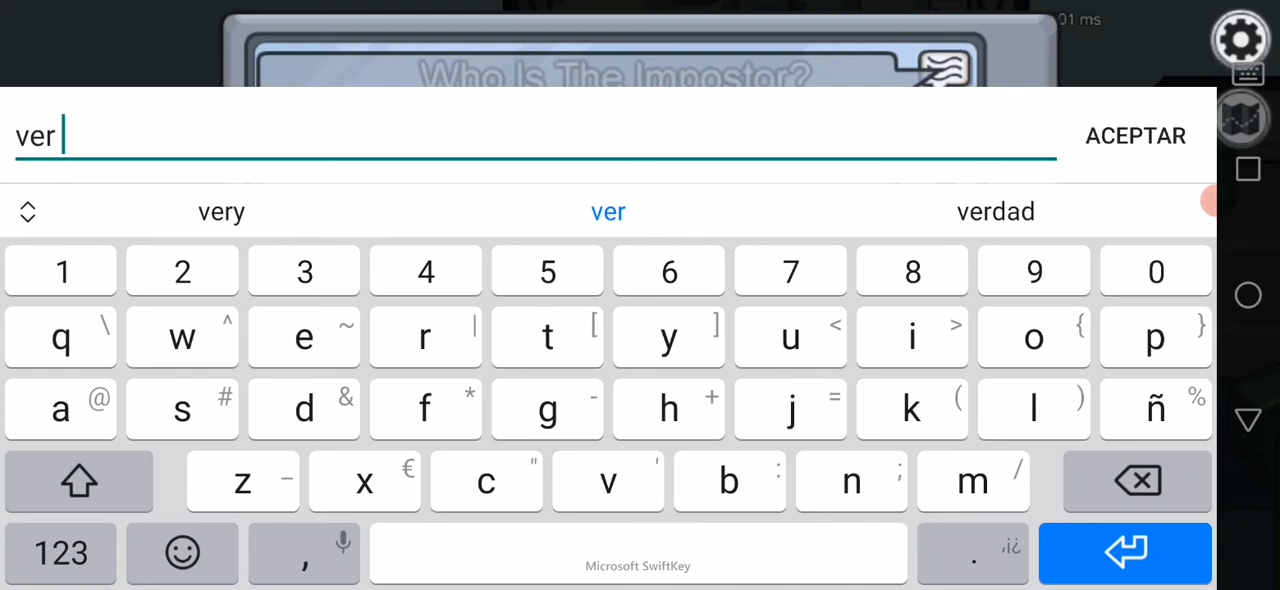 01 ms
Who Is The Impostor?
ver
ACEPTAR
very ver verdad
1 2 3 4 5 6 7 8 9 0
q \ w ^ e ~ r | t [ y ] u < i > o { p }
a @ s # d & f * g - h + j = k ( l ) ñ %
z _ x € c " v ' b : n ; m /
123 , . ,¡¿
Microsoft SwiftKey